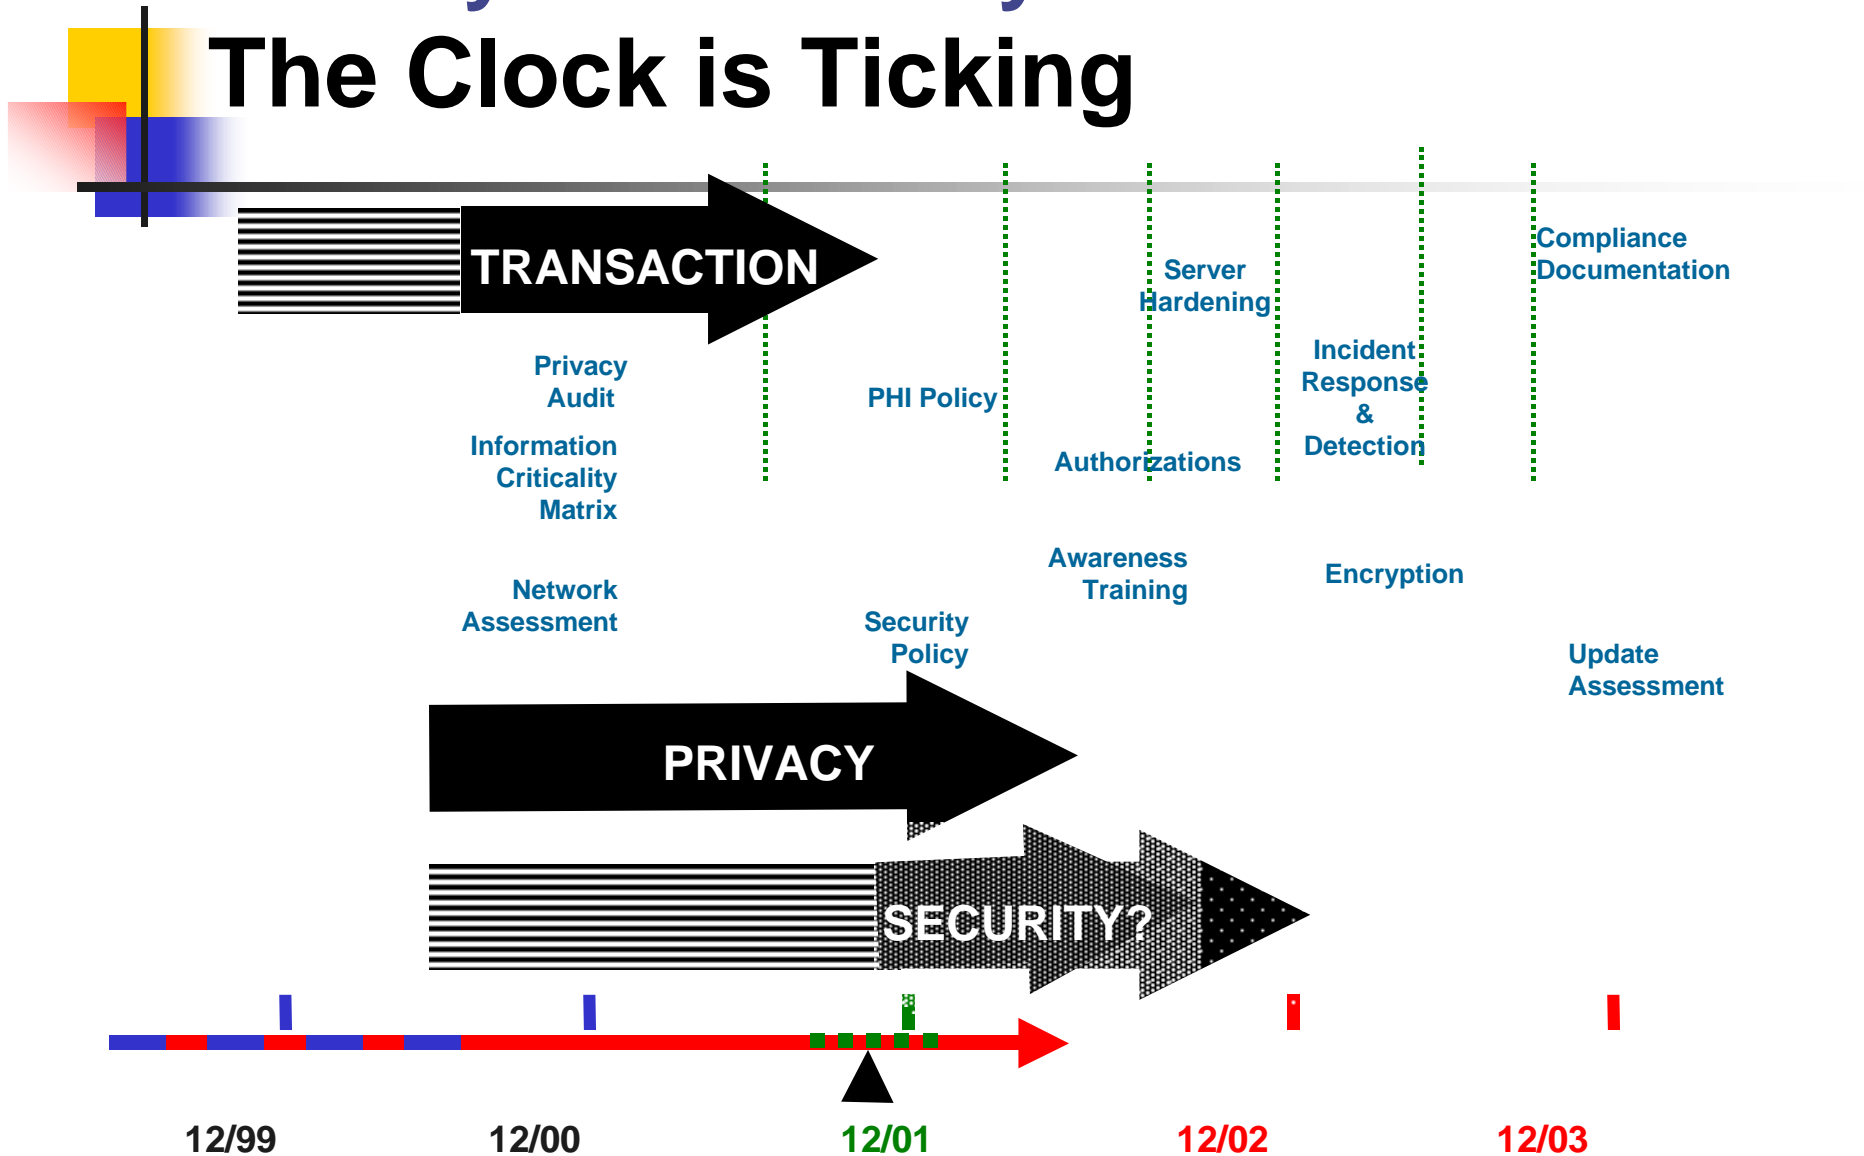 The Clock is Ticking
TRANSACTION
Compliance
Documentation
Server
Hardening
Privacy
Audit
PHI Policy
Incident
Response
&
Detection
Information
Criticality
Matrix
Authorizations
Network
Assessment
Awareness
Training
Encryption
Security
Policy
Update
Assessment
PRIVACY
SECURITY?
12/99
12/00
12/01
12/02
12/03